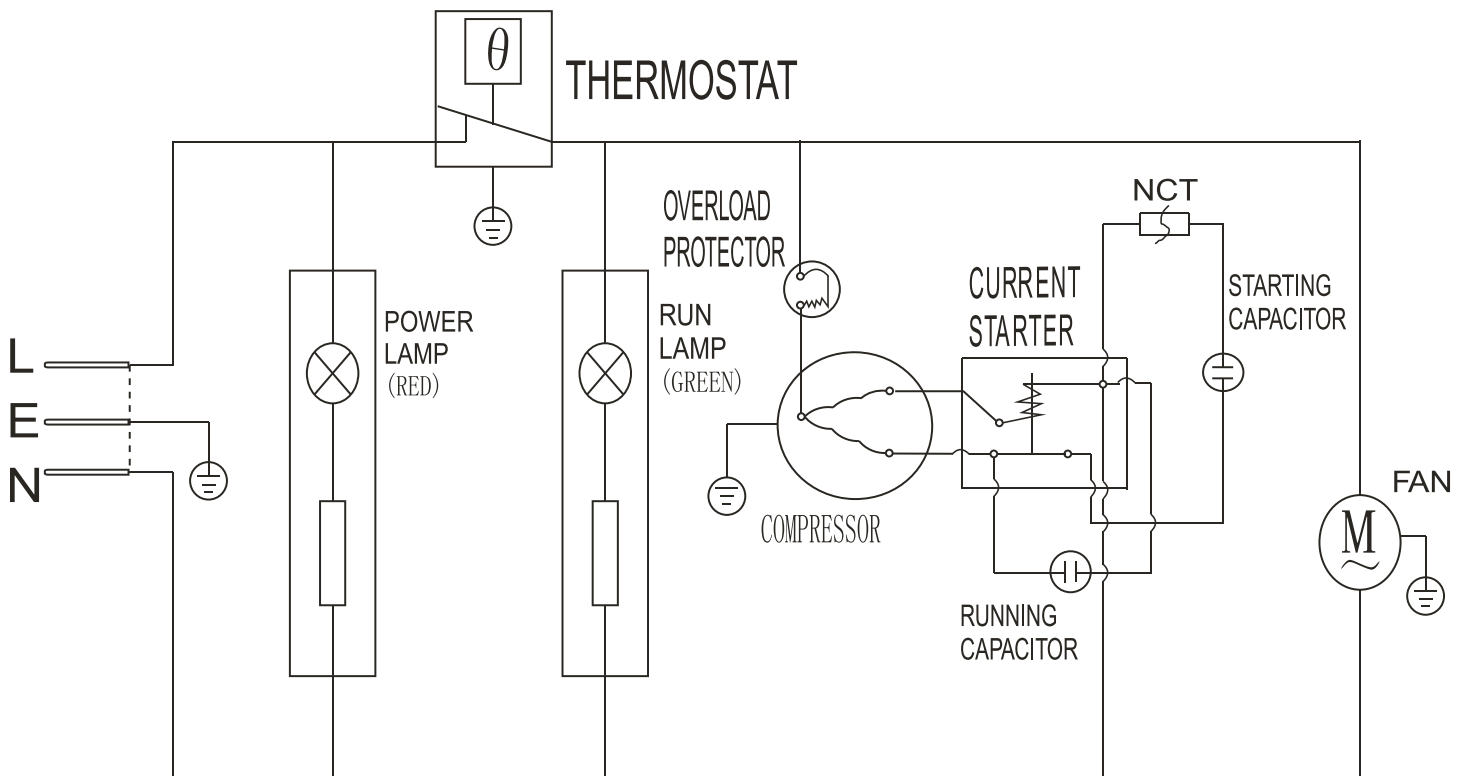 θ
THERMOSTAT
NCT
OVERLOAD
PROTECTOR
CURRENT
STARTER
STARTING
CAPACITOR
POWER
LAMP
(RED)
RUN
LAMP
(GREEN)
L
E
N
COMPRESSOR
FAN
M
~
RUNNING
CAPACITOR